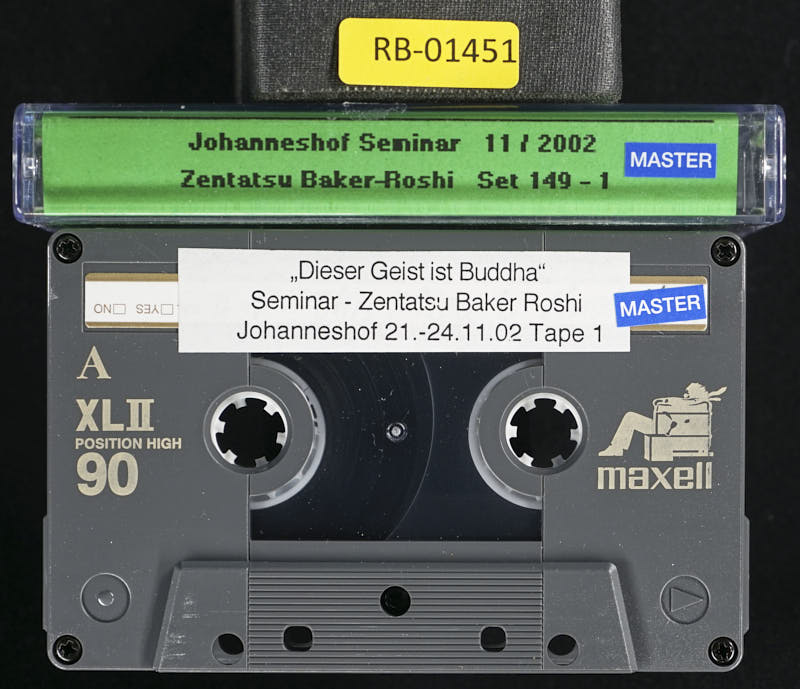 RB-01451
Johanneshof Seminar 11 / 2002
Zentatsu Baker-Roshi Set 149 - 1
MASTER
„Dieser Geist ist Buddha“
Seminar - Zentatsu Baker Roshi
Johanneshof 21.-24.11.02 Tape 1
MASTER
YES NO
A
XLII
POSITION HIGH
90
maxell